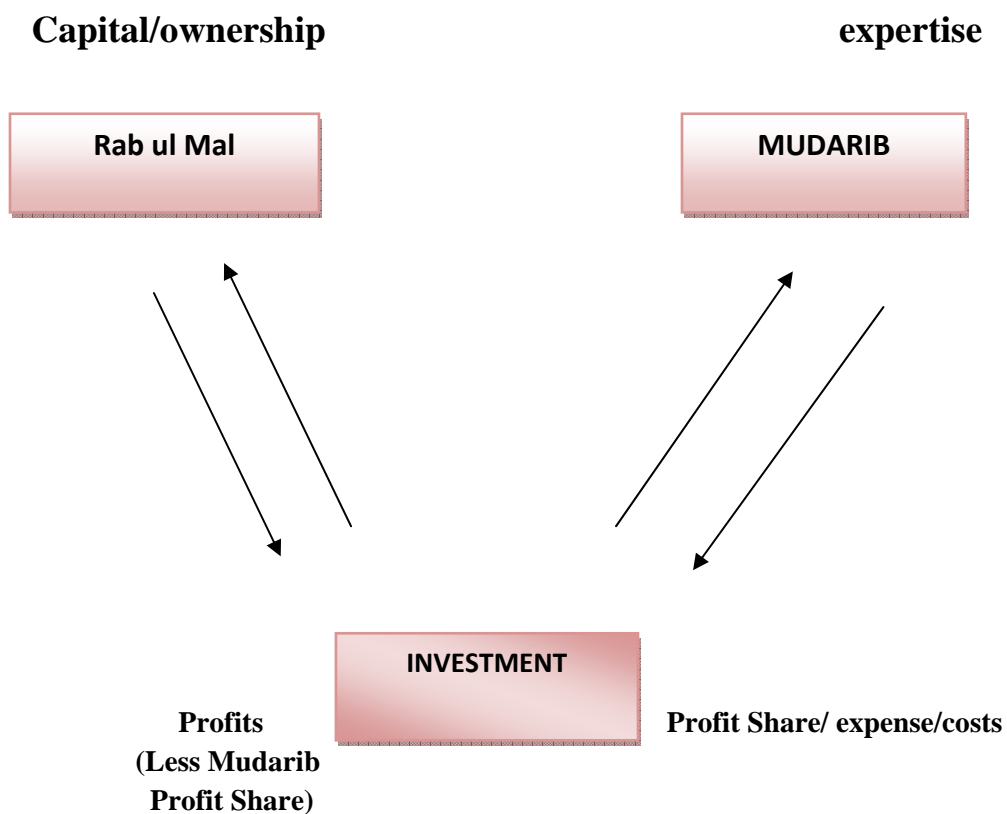 Capital/ownership
expertise
Rab ul Mal
MUDARIB
INVESTMENT
Profits
(Less Mudarib
Profit Share)
Profit Share/ expense/costs